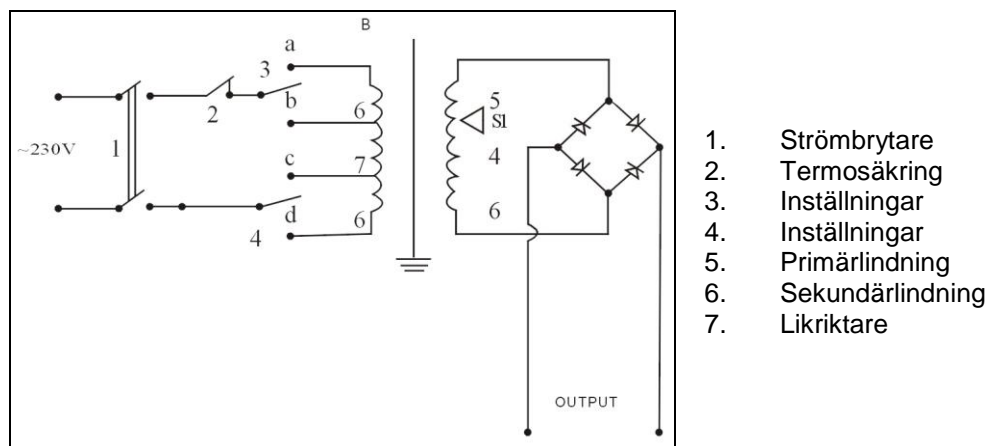 B
a
3
b
2
6
~230V
1
c
7
d
6
4
5
S1
4
6
OUTPUT
1. Strömbrytare
2. Termosäkring
3. Inställningar
4. Inställningar
5. Primärlindning
6. Sekundärlindning
7. Likriktare